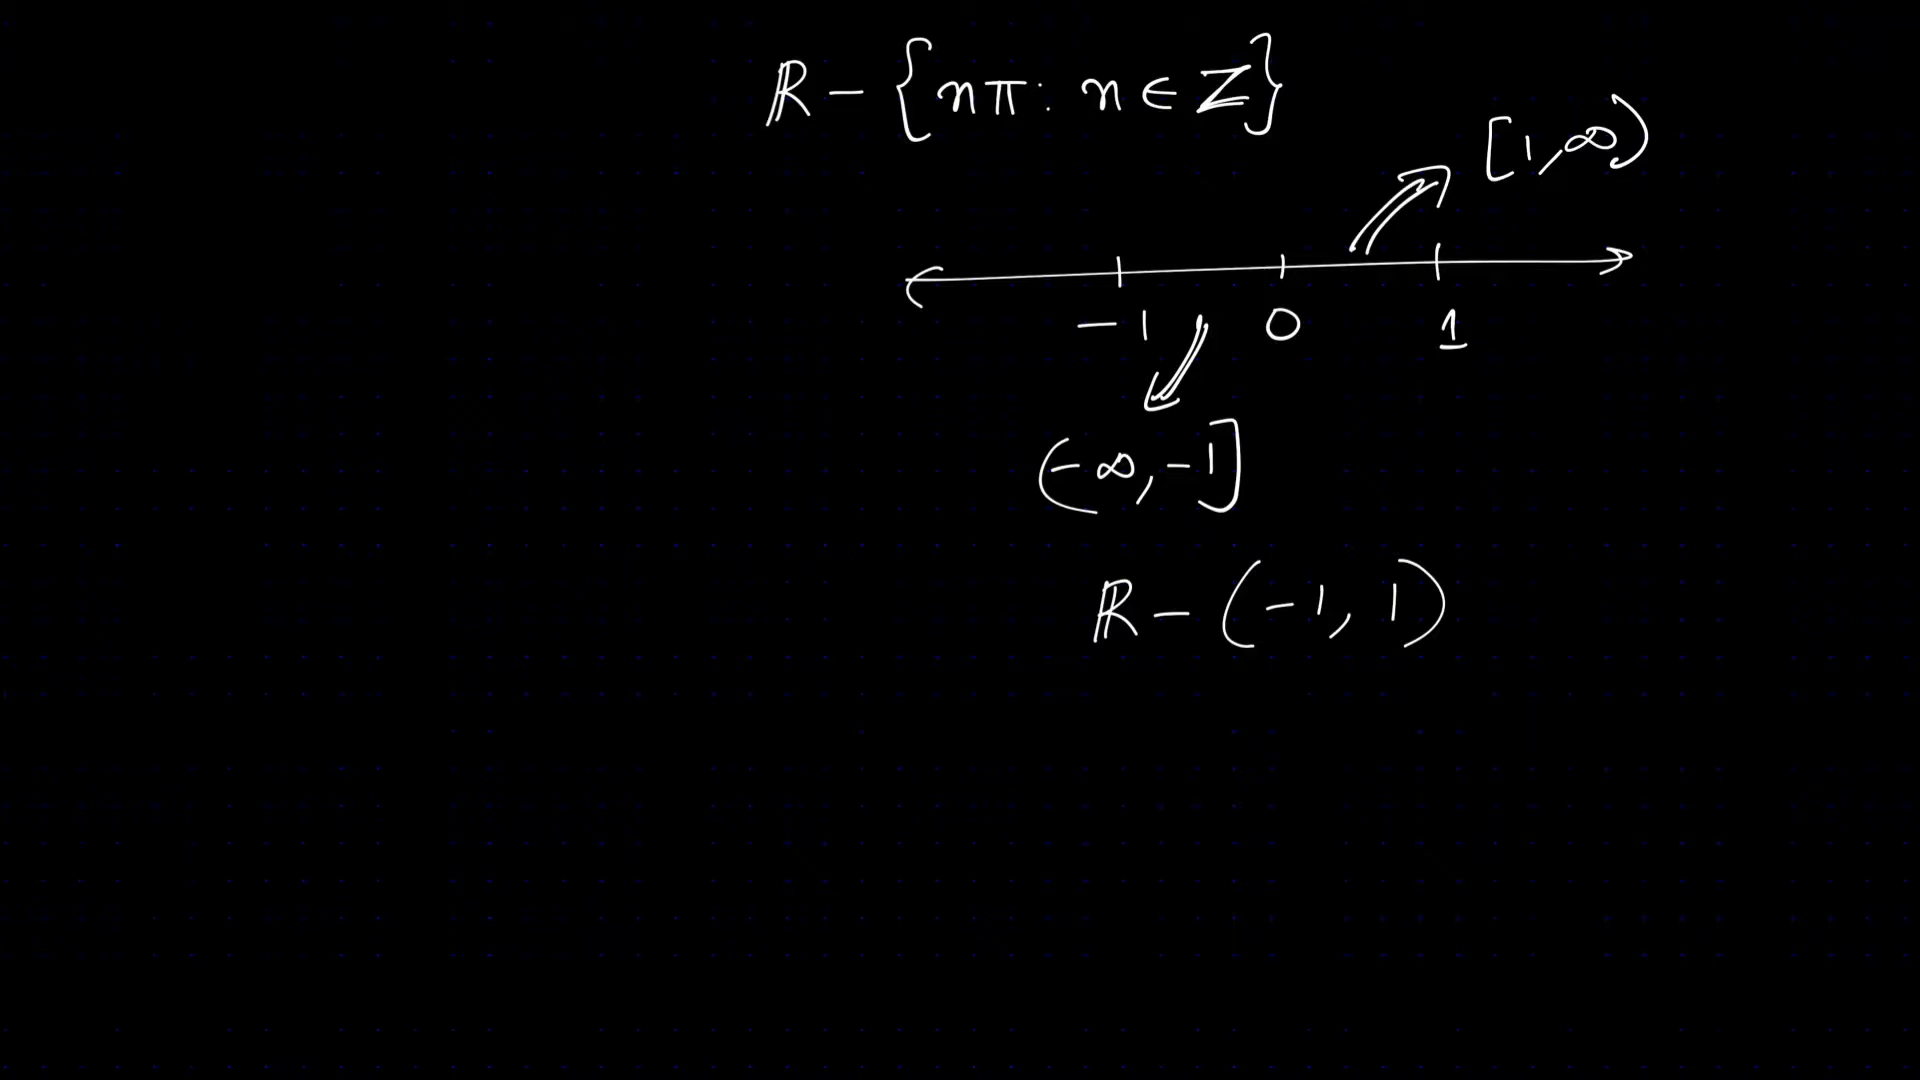 ℝ - {nπ: n ∈ ℤ}
[1, ∞)
-1 0 1
(-∞, -1]
ℝ - (-1, 1)